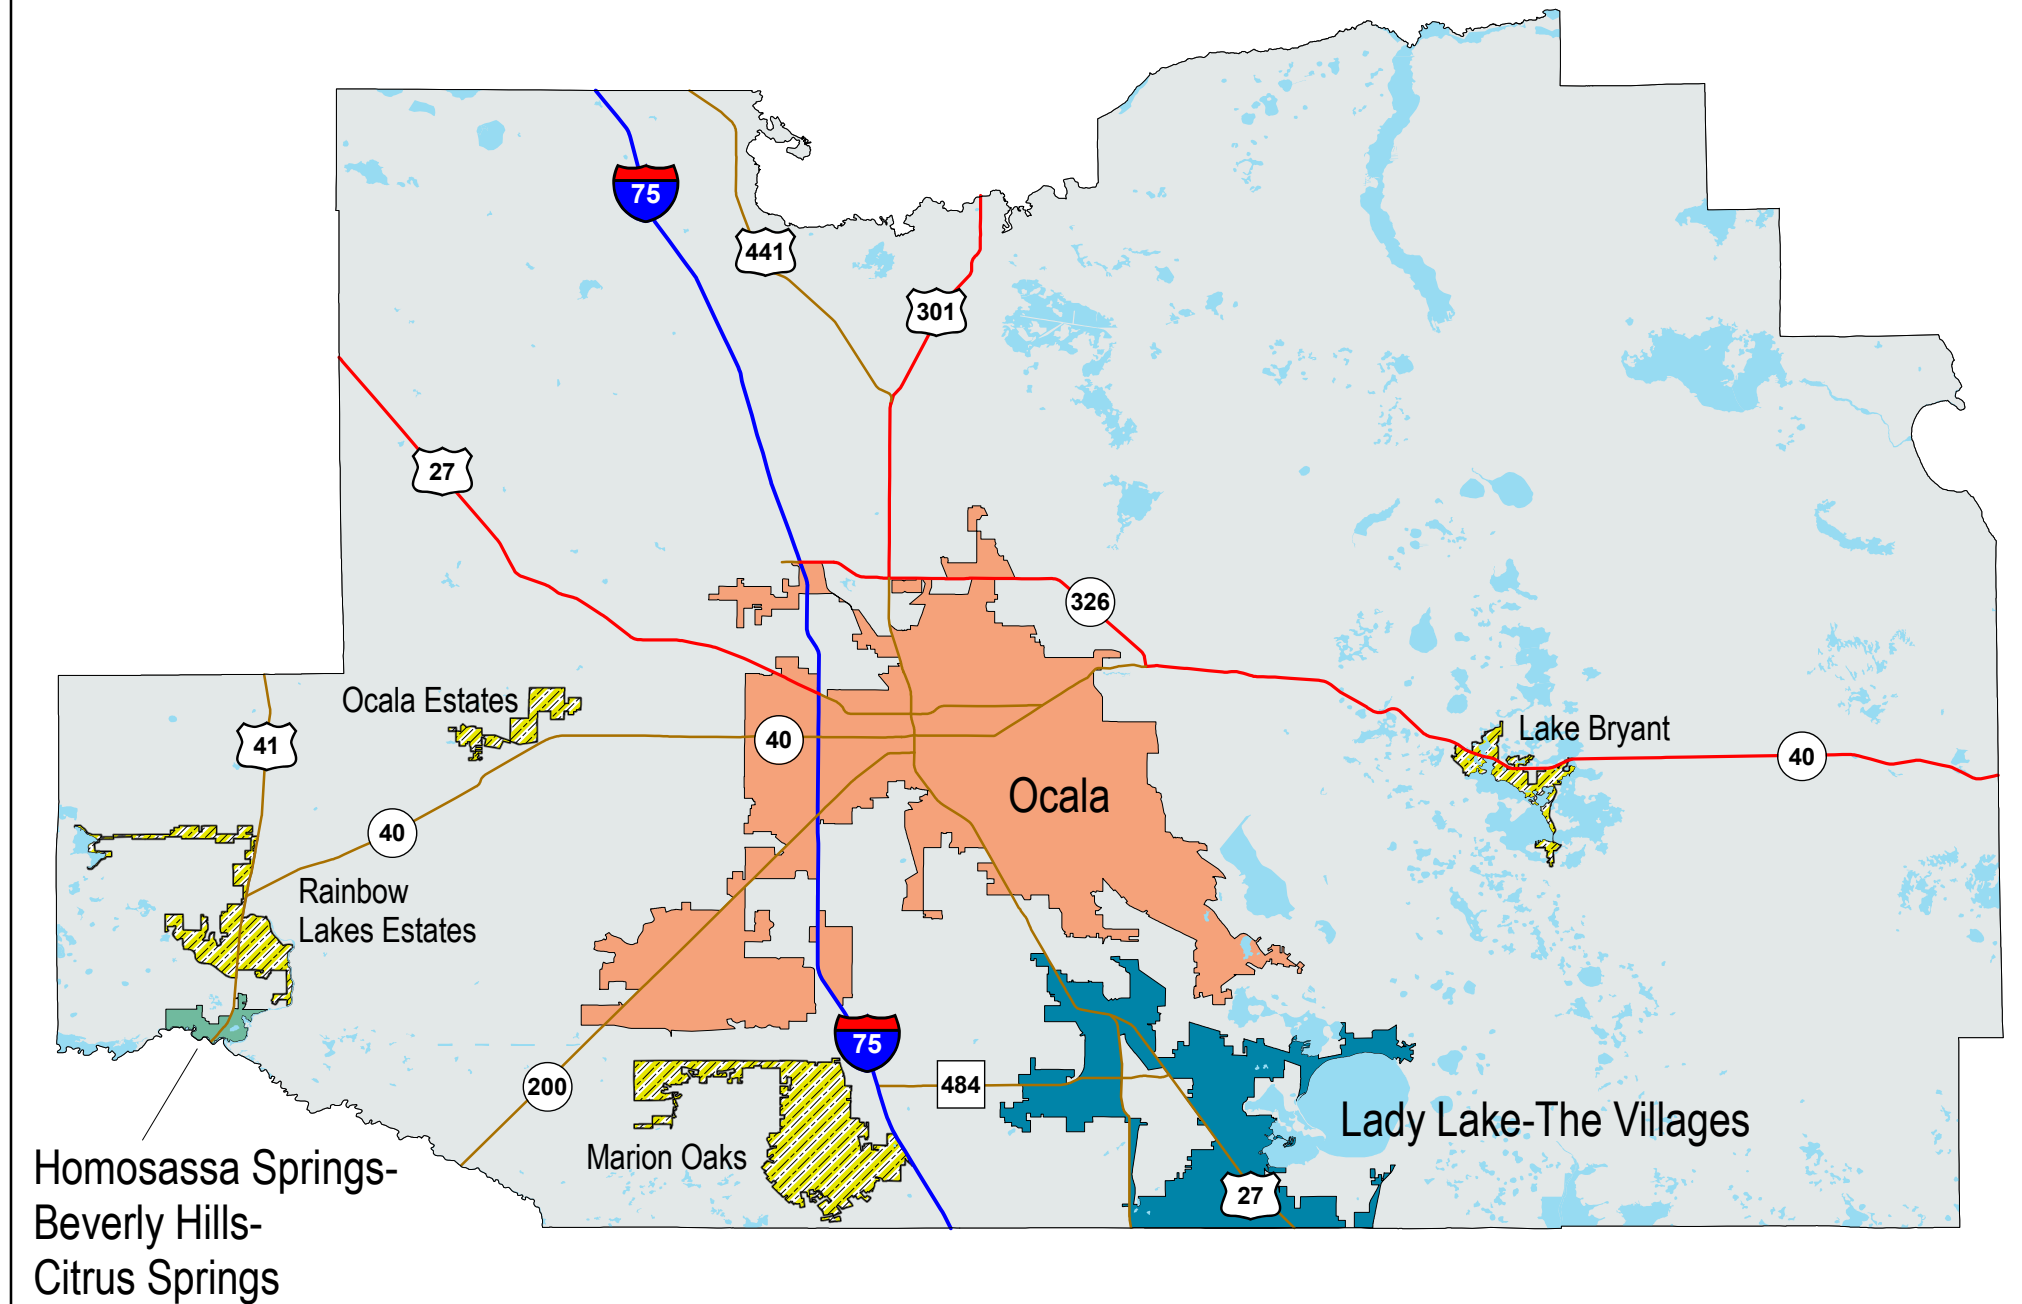 75
441
301
27
326
Ocala Estates
41
40
Lake Bryant
40
Ocala
40
Rainbow
Lakes Estates
75
200
484
Lady Lake-The Villages
Marion Oaks
27
Homosassa Springs-
Beverly Hills-
Citrus Springs